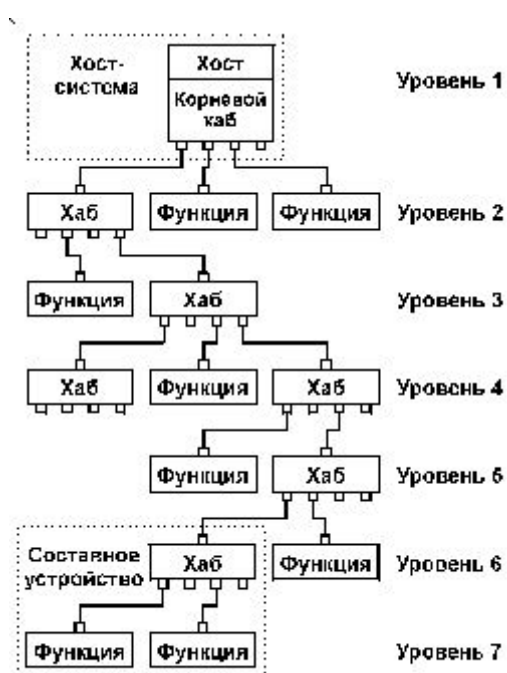 Хост-
система
Хост
Корневой
хаб
Уровень 1
Хаб
Функция
Функция
Уровень 2
Функция
Хаб
Уровень 3
Хаб
Функция
Хаб
Уровень 4
Функция
Хаб
Уровень 5
Составное
устройство
Хаб
Функция
Уровень 6
Функция
Функция
Уровень 7